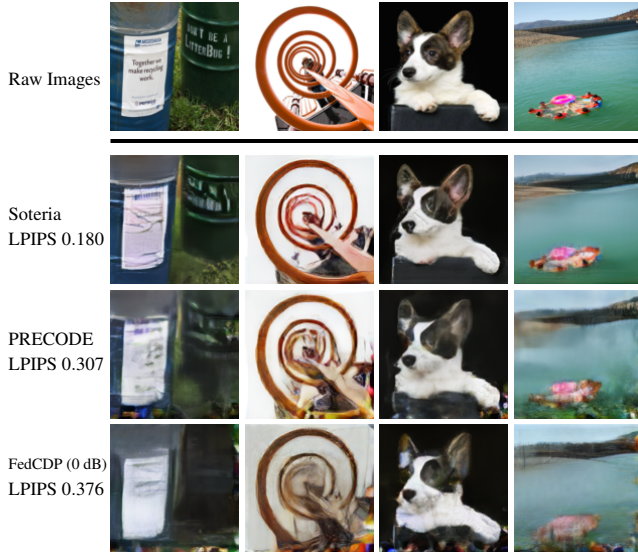 Raw Images
DON'T BE A
LITTERBUG!
Together we
make recycling
work.
Soteria
LPIPS 0.180
PRECODE
LPIPS 0.307
FedCDP (0 dB)
LPIPS 0.376